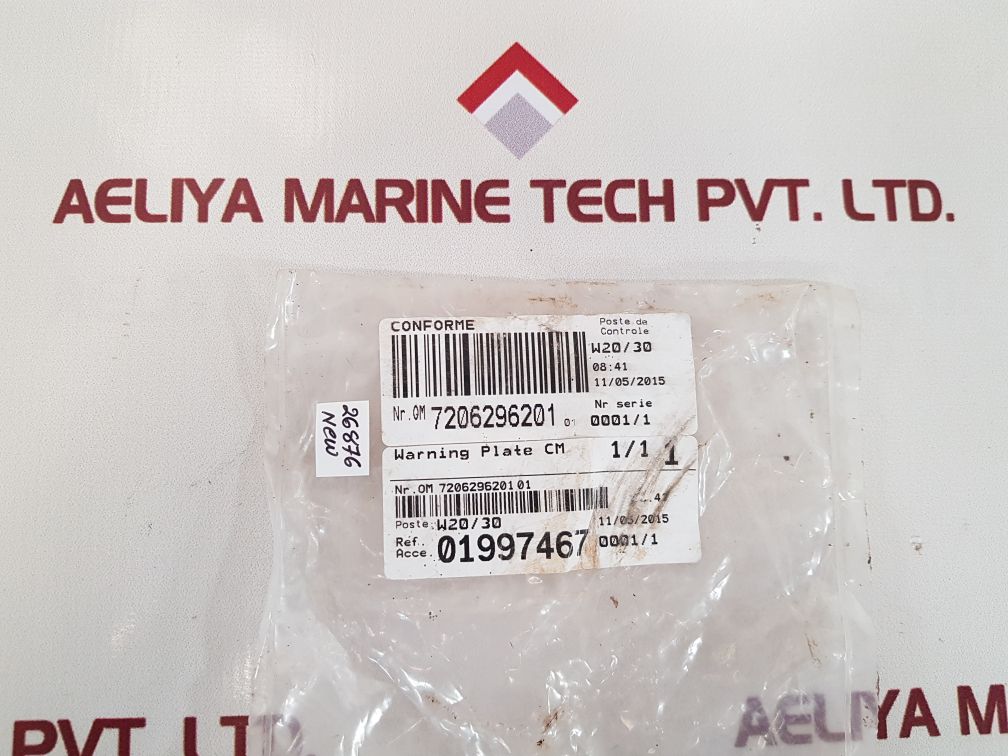 AELIYA MARINE TECH PVT. LTD.
CONFORME
Poste de
Controle
W20/30
08:41
11/05/2015
Nr.OM 7206296201 01
Nr serie
0001/1
26876
NEW
Warning Plate CM 1/1 1
Nr.OM 720629620101
Poste: W20/30
11/05/2015
Ref..
Acce. 01997467 0001/1
PVT. LTD.
AELIYA M